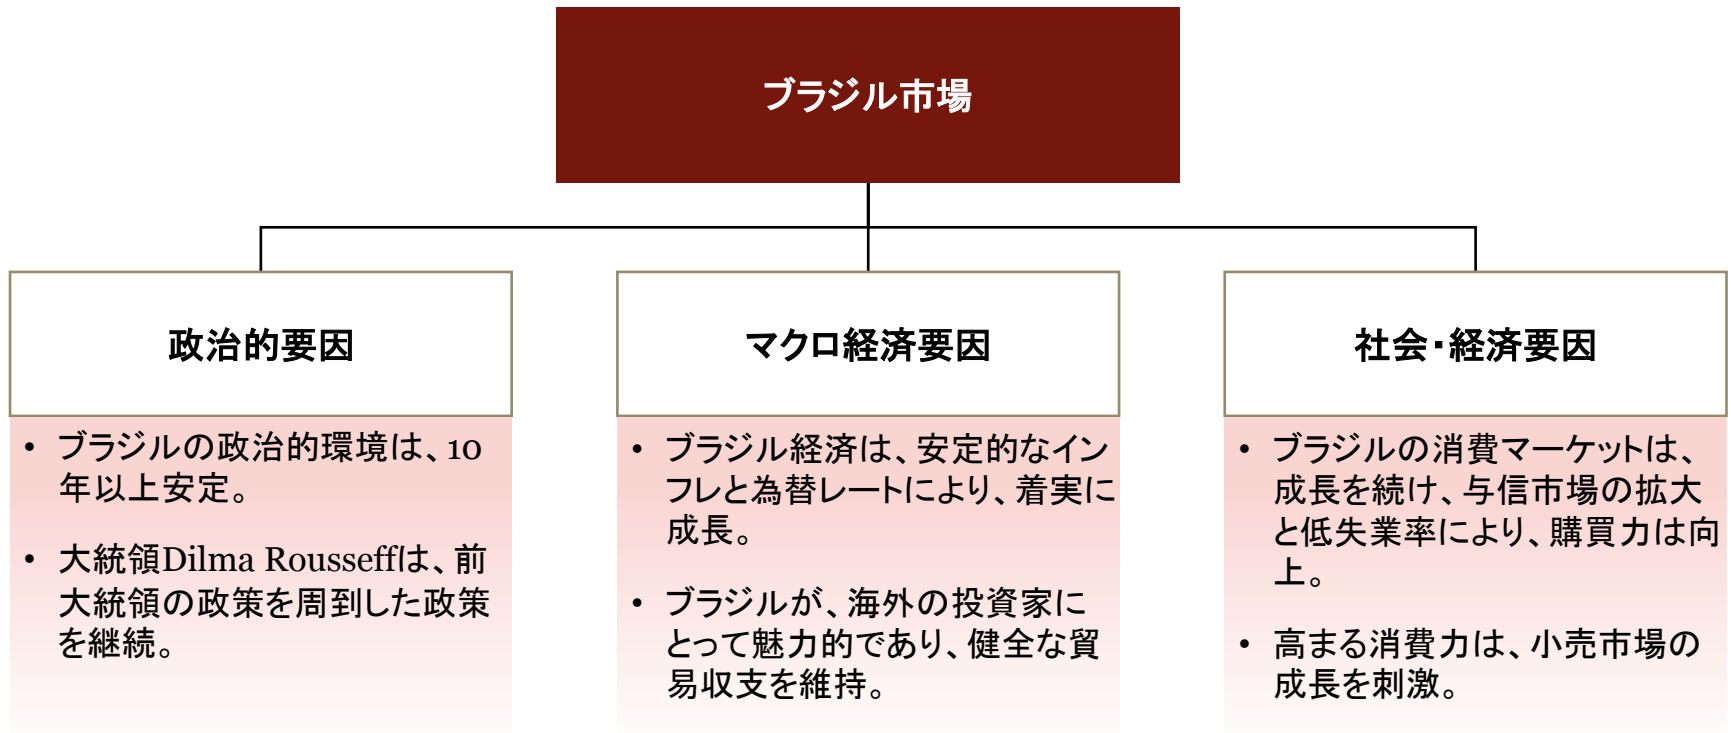 ブラジル市場
政治的要因
• ブラジルの政治的環境は、10
年以上安定。
• 大統領Dilma Rousseffは、前
大統領の政策を周到した政策
を継続。
マクロ経済要因
• ブラジル経済は、安定的なイン
フレと為替レートにより、着実に
成長。
• ブラジルが、海外の投資家に
とって魅力的であり、健全な貿
易収支を維持。
社会・経済要因
• ブラジルの消費マーケットは、
成長を続け、与信市場の拡大
と低失業率により、購買力は向
上。
• 高まる消費力は、小売市場の
成長を刺激。